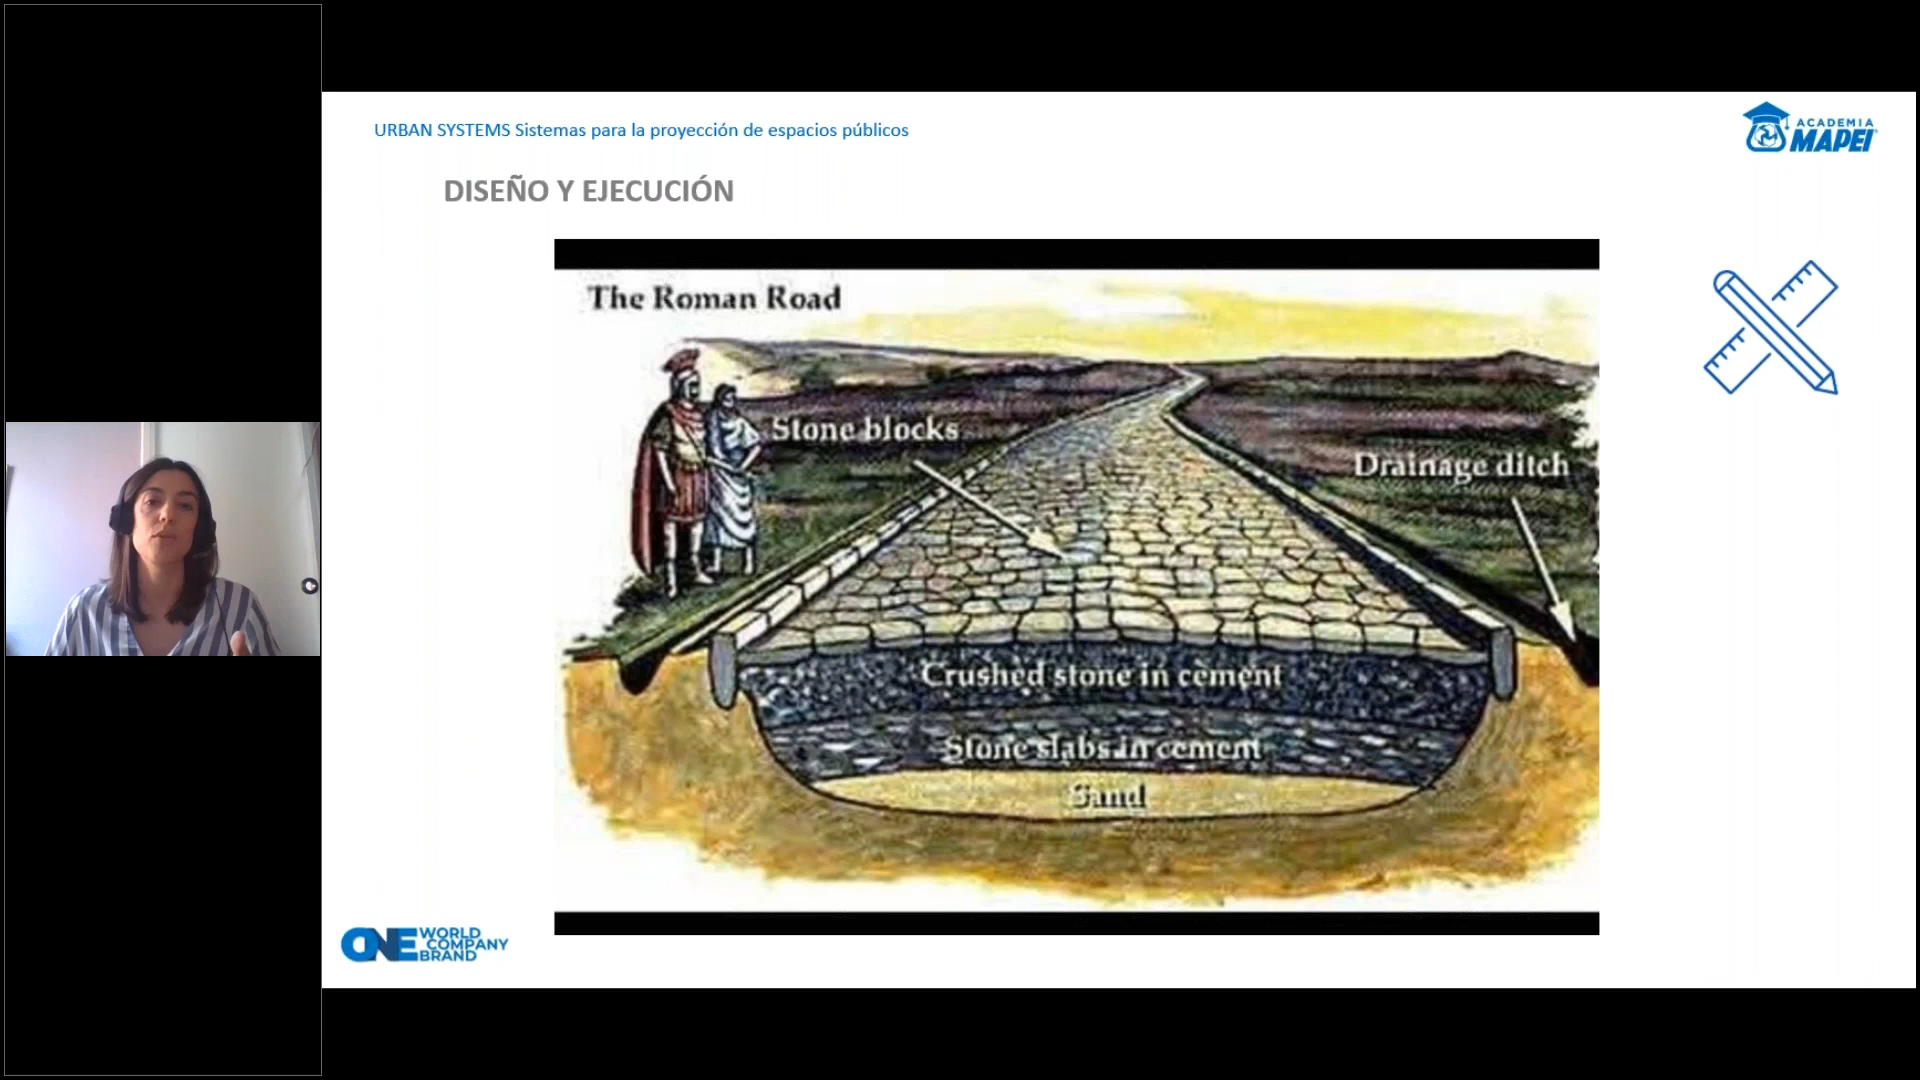 URBAN SYSTEMS Sistemas para la proyección de espacios públicos
ACADEMIA
MAPEI
DISEÑO Y EJECUCIÓN
The Roman Road
Stone blocks
Drainage ditch
Crushed stone in cement
Stone slabs in cement
Sand
ONE WORLD
COMPANY
BRAND